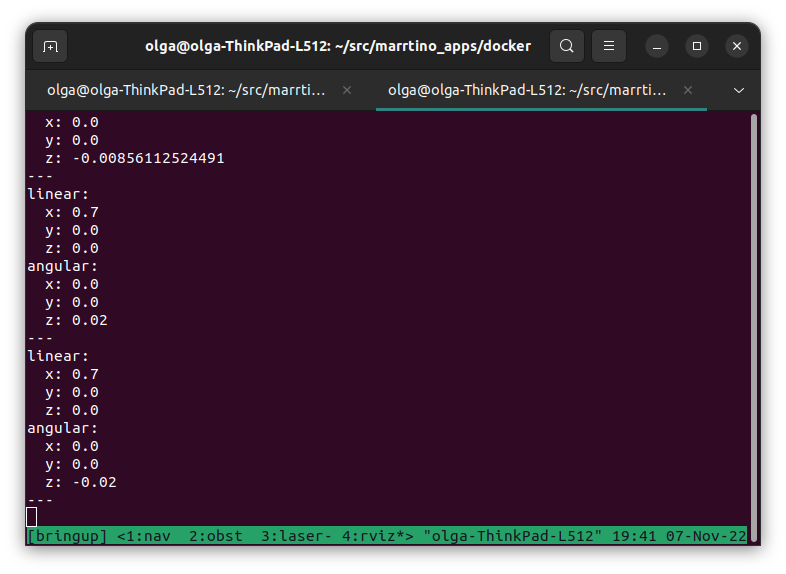 olga@olga-ThinkPad-L512: ~/src/marrtino_apps/docker
olga@olga-ThinkPad-L512: ~/src/marrti...
olga@olga-ThinkPad-L512: ~/src/marrti...
  x: 0.0
  y: 0.0
  z: -0.00856112524491
---
linear:
  x: 0.7
  y: 0.0
  z: 0.0
angular:
  x: 0.0
  y: 0.0
  z: 0.02
---
linear:
  x: 0.7
  y: 0.0
  z: 0.0
angular:
  x: 0.0
  y: 0.0
  z: -0.02
---
[bringup] <1:nav  2:obst  3:laser- 4:rviz*> "olga-ThinkPad-L512" 19:41 07-Nov-22